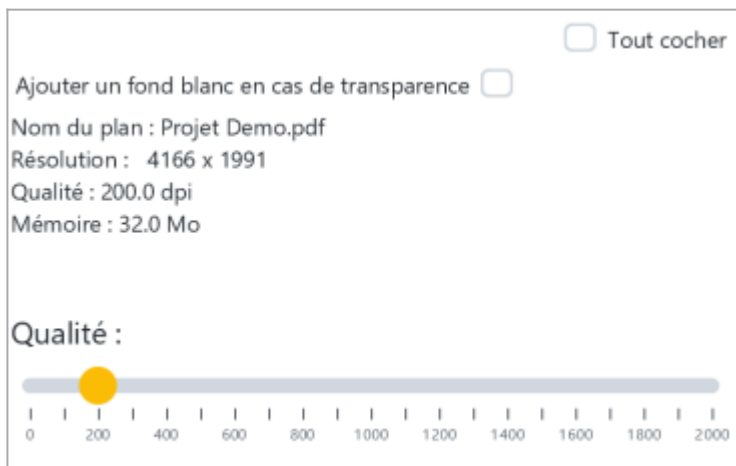 Tout cocher
Ajouter un fond blanc en cas de transparence
Nom du plan : Projet Demo.pdf
Résolution : 4166 x 1991
Qualité : 200.0 dpi
Mémoire : 32.0 Mo
Qualité :
0 200 400 600 800 1000 1200 1400 1600 1800 2000